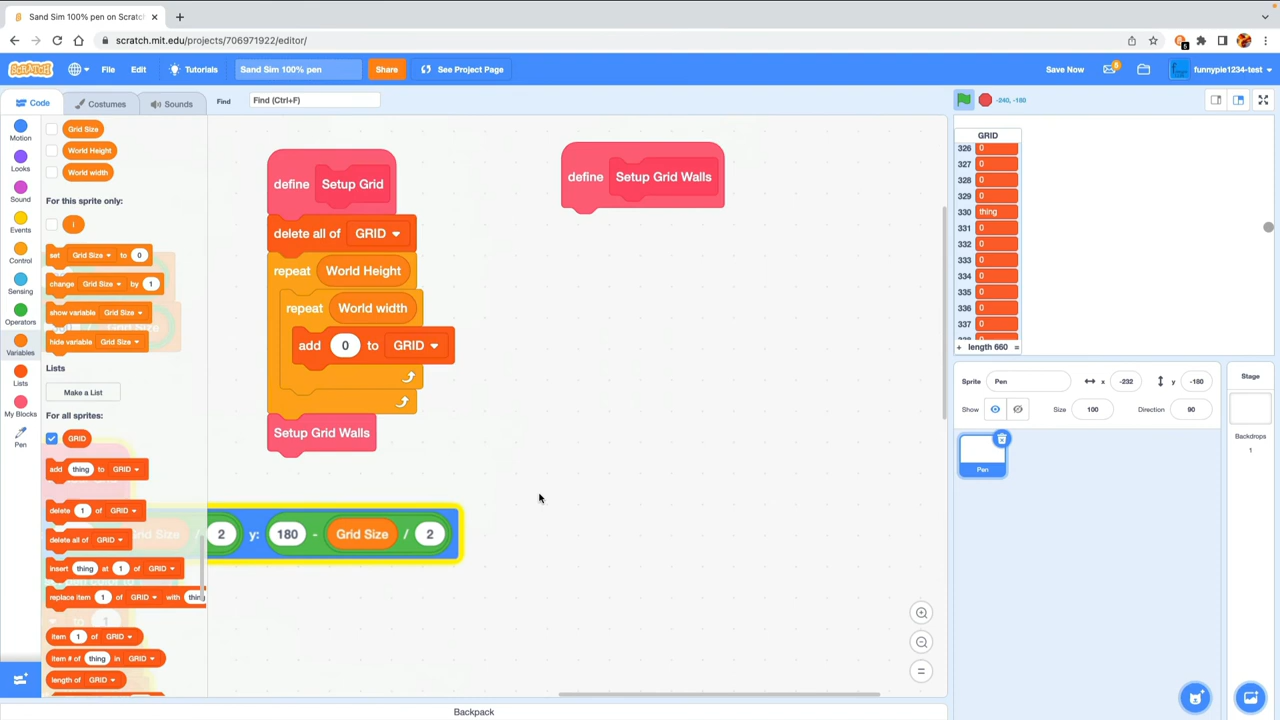 Sand Sim 100% pen on Scratch
scratch.mit.edu/projects/706971922/editor/
SCRATCH File Edit Tutorials Sand Sim 100% pen Share See Project Page Save Now funnypie1234-test
Code Costumes Sounds Find Find (Ctrl+F) -240, -180
Motion
Looks
Sound
Events
Control
Sensing
Operators
Variables
Lists
My Blocks
Pen
Grid Size
World Height
World width
For this sprite only:
i
set Grid Size to 0
change Grid Size by 1
show variable Grid Size
hide variable Grid Size
Lists
Make a List
For all sprites:
GRID
add thing to GRID
delete 1 of GRID
delete all of GRID
insert thing at 1 of GRID
replace item 1 of GRID with thing
item 1 of GRID
item # of thing in GRID
length of GRID
define Setup Grid
delete all of GRID
repeat World Height
repeat World width
add 0 to GRID
Setup Grid Walls
Grid Size / 2 y: 180 - Grid Size / 2
define Setup Grid Walls
GRID
326 0
327 0
328 0
329 0
330 thing
331 0
332 0
333 0
334 0
335 0
336 0
337 0
+ length 660 =
Sprite Pen x -232 y -180
Show Size 100 Direction 90
Pen
Stage
Backdrops
1
Backpack